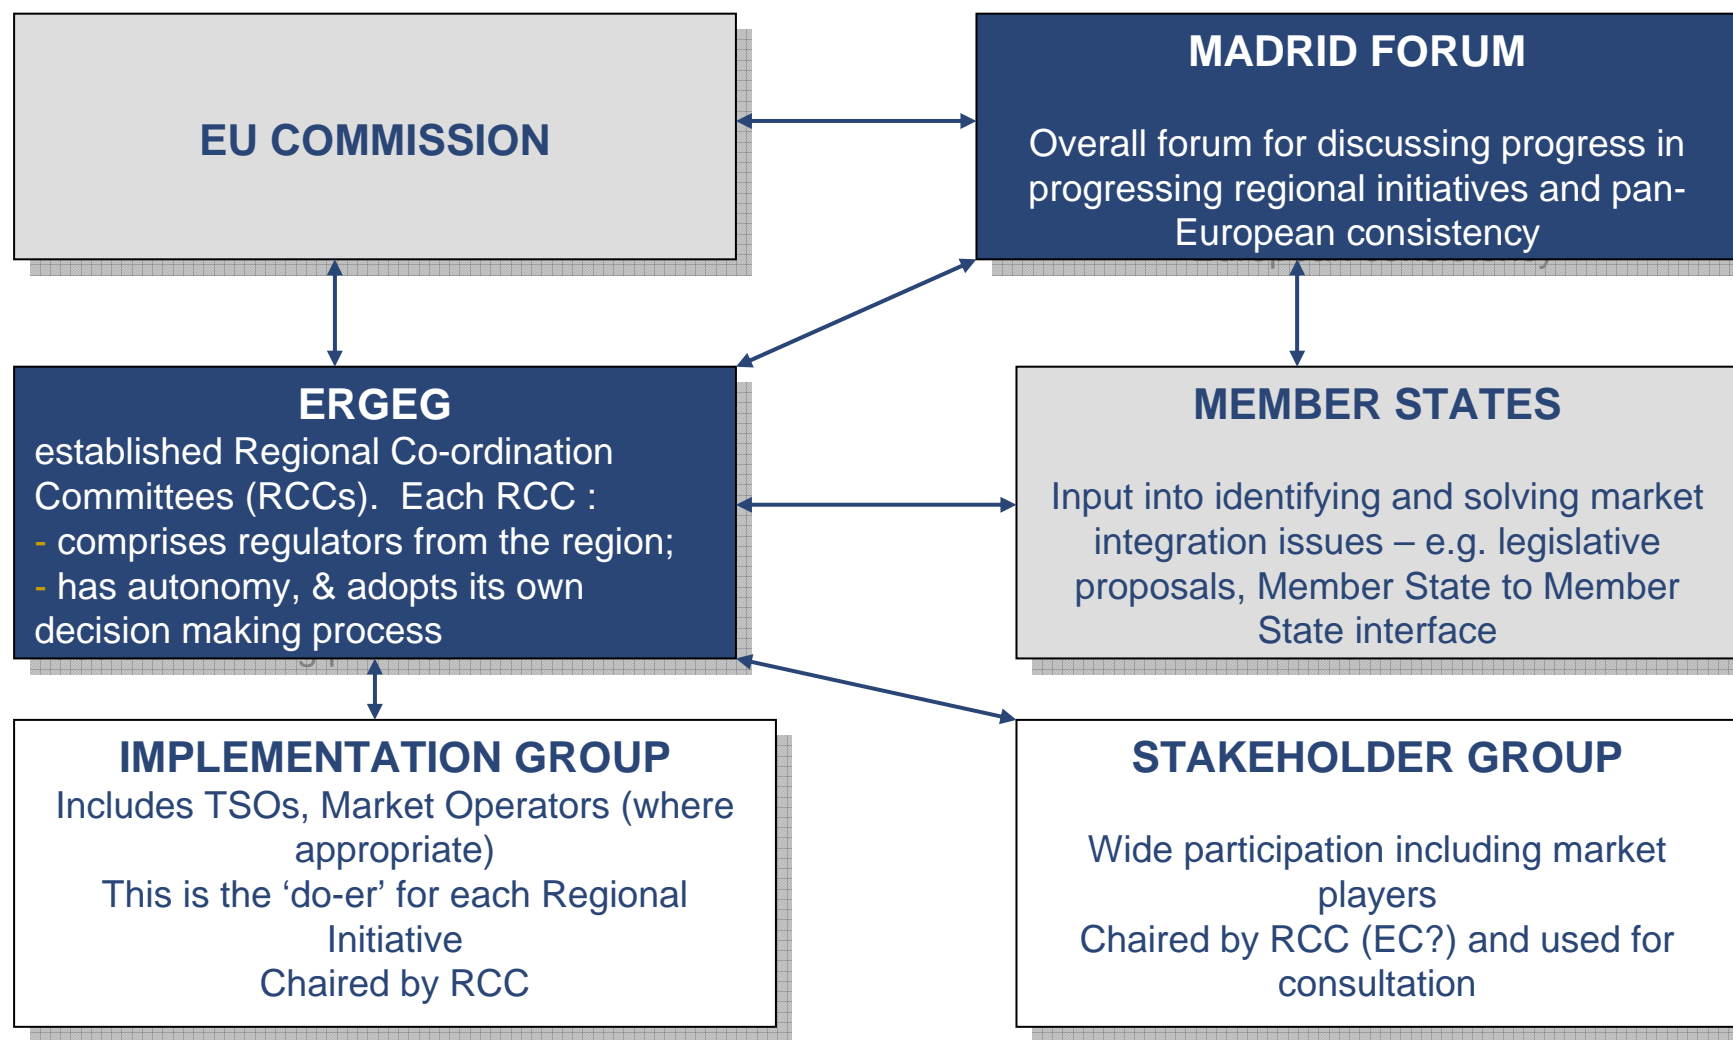 EU COMMISSION
MADRID FORUM
Overall forum for discussing progress in
progressing regional initiatives and pan-
European consistency
ERGEG
established Regional Co-ordination
Committees (RCCs).  Each RCC :
- comprises regulators from the region;
- has autonomy, & adopts its own
decision making process
MEMBER STATES
Input into identifying and solving market
integration issues – e.g. legislative
proposals, Member State to Member
State interface
IMPLEMENTATION GROUP
Includes TSOs, Market Operators (where
appropriate)
This is the ‘do-er’ for each Regional
Initiative
Chaired by RCC
STAKEHOLDER GROUP
Wide participation including market
players
Chaired by RCC (EC?) and used for
consultation